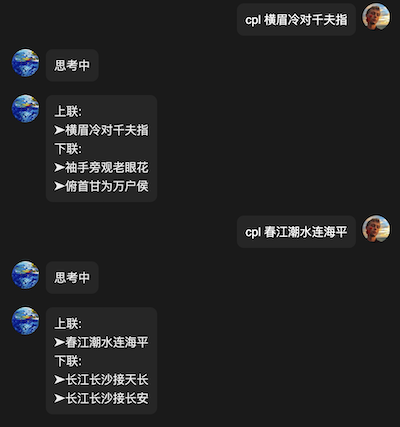 cpl 横眉冷对千夫指
思考中
上联:
➤横眉冷对千夫指
下联:
➤袖手旁观老眼花
➤俯首甘为万户侯
cpl 春江潮水连海平
思考中
上联:
➤春江潮水连海平
下联:
➤长江长沙接天长
➤长江长沙接长安